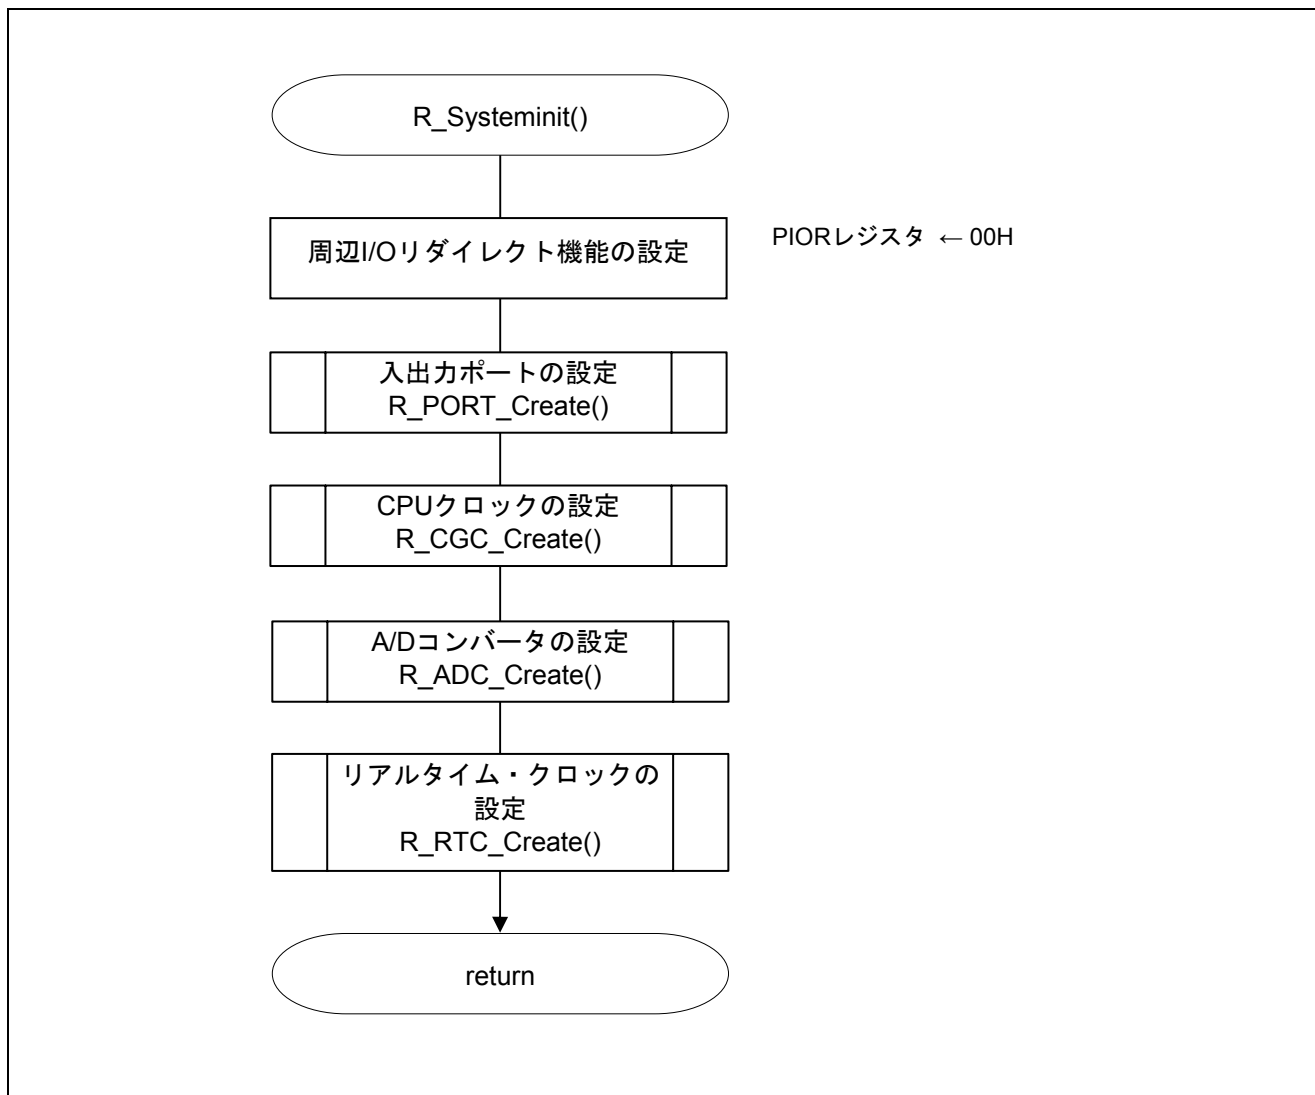 R_Systeminit()
周辺I/Oリダイレクト機能の設定
PIORレジスタ ← 00H
入出力ポートの設定
R_PORT_Create()
CPUクロックの設定
R_CGC_Create()
A/Dコンバータの設定
R_ADC_Create()
リアルタイム・クロックの
設定
R_RTC_Create()
return